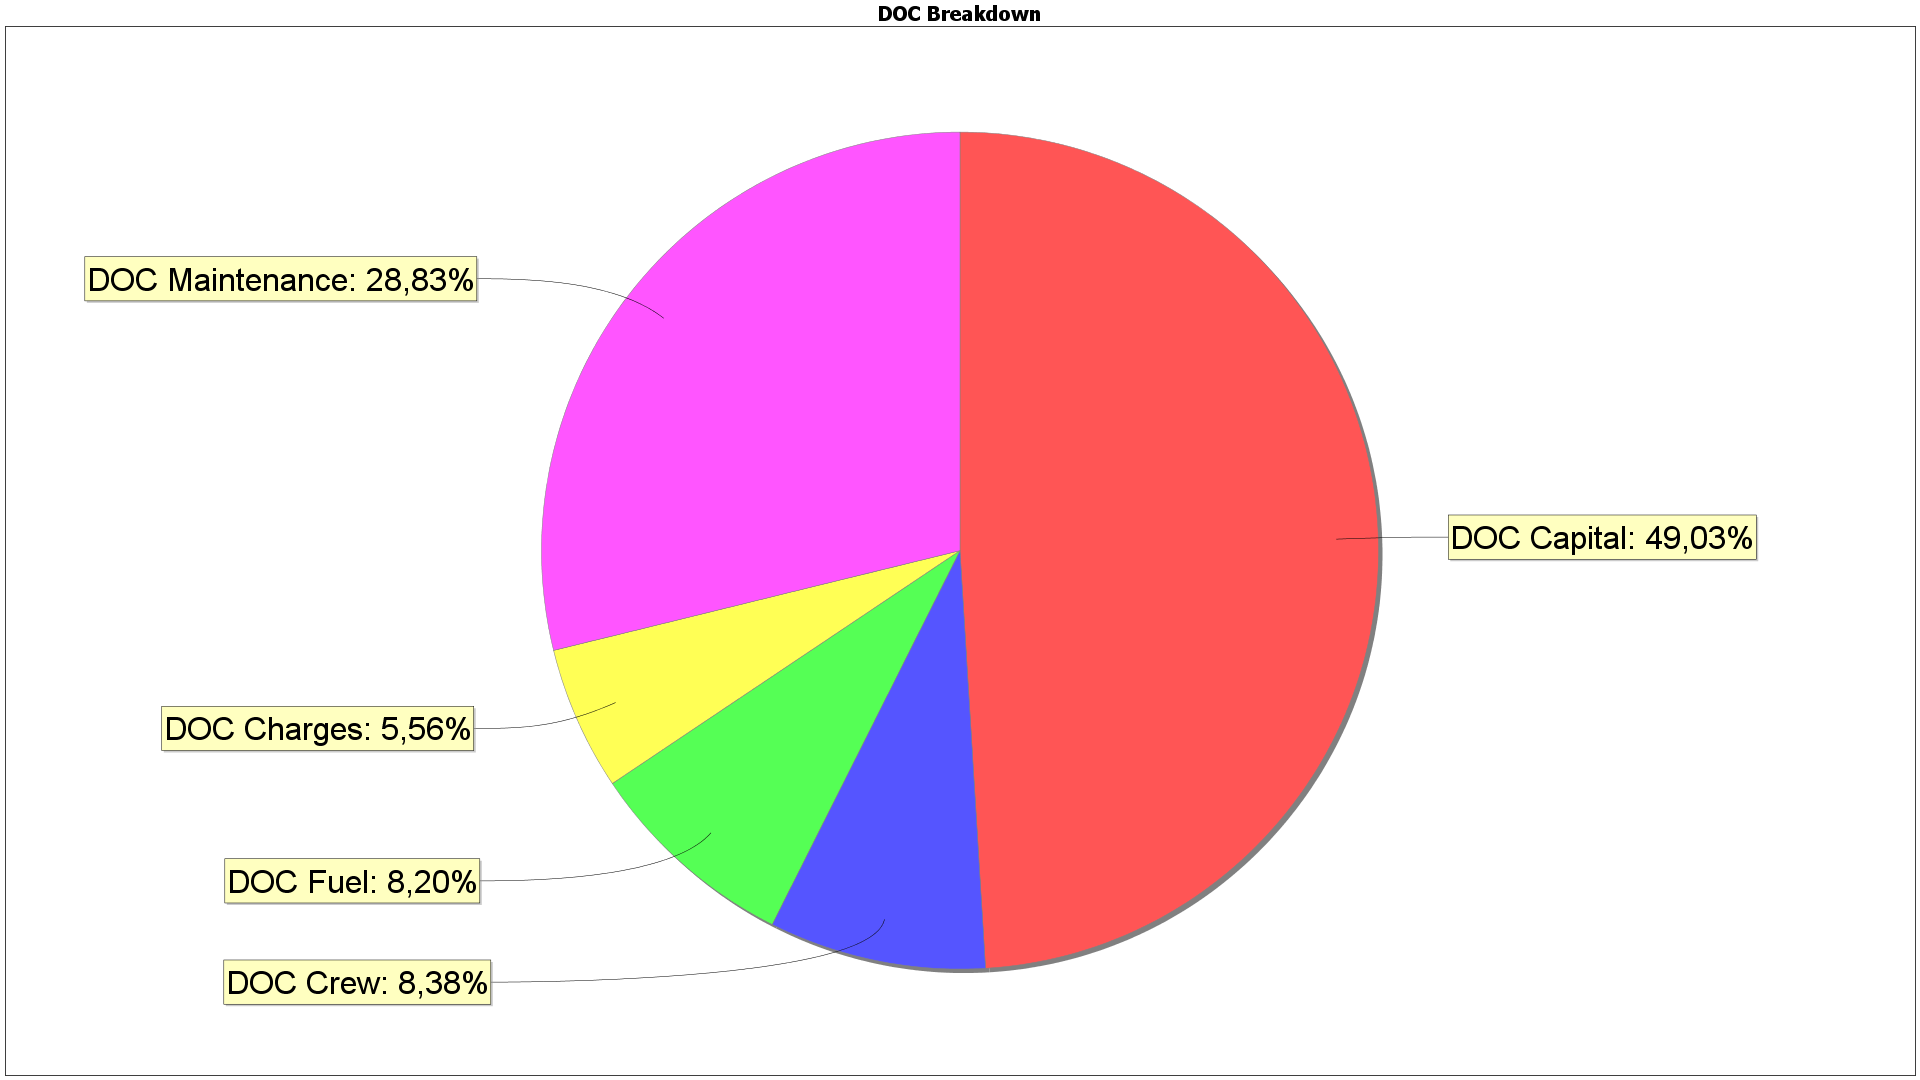 DOC Breakdown
DOC Maintenance: 28,83%
DOC Capital: 49,03%
DOC Charges: 5,56%
DOC Fuel: 8,20%
DOC Crew: 8,38%